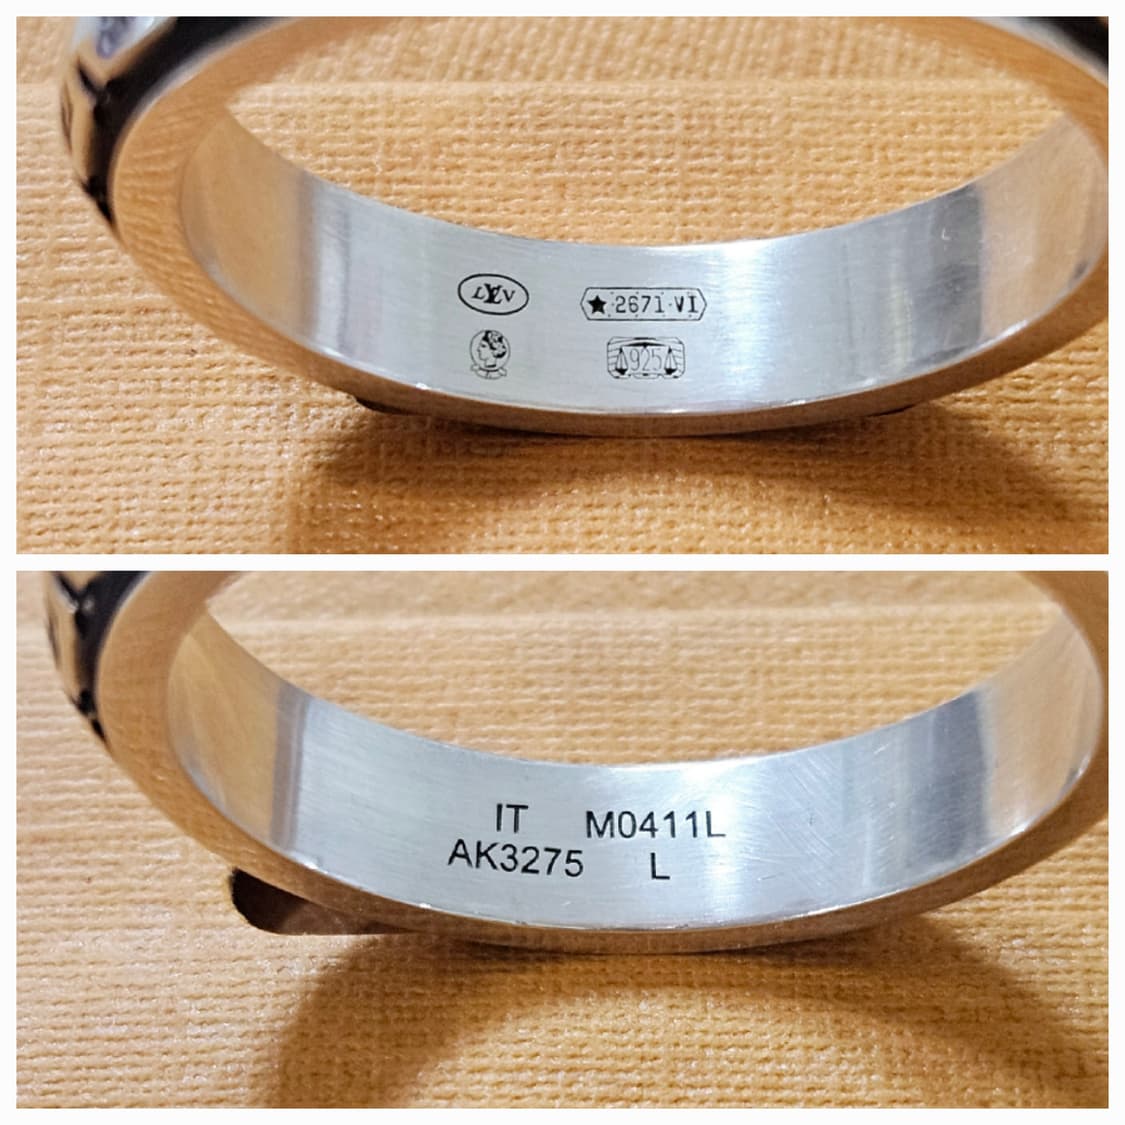 LV
★2671·VI
925
IT M0411L
AK3275 L